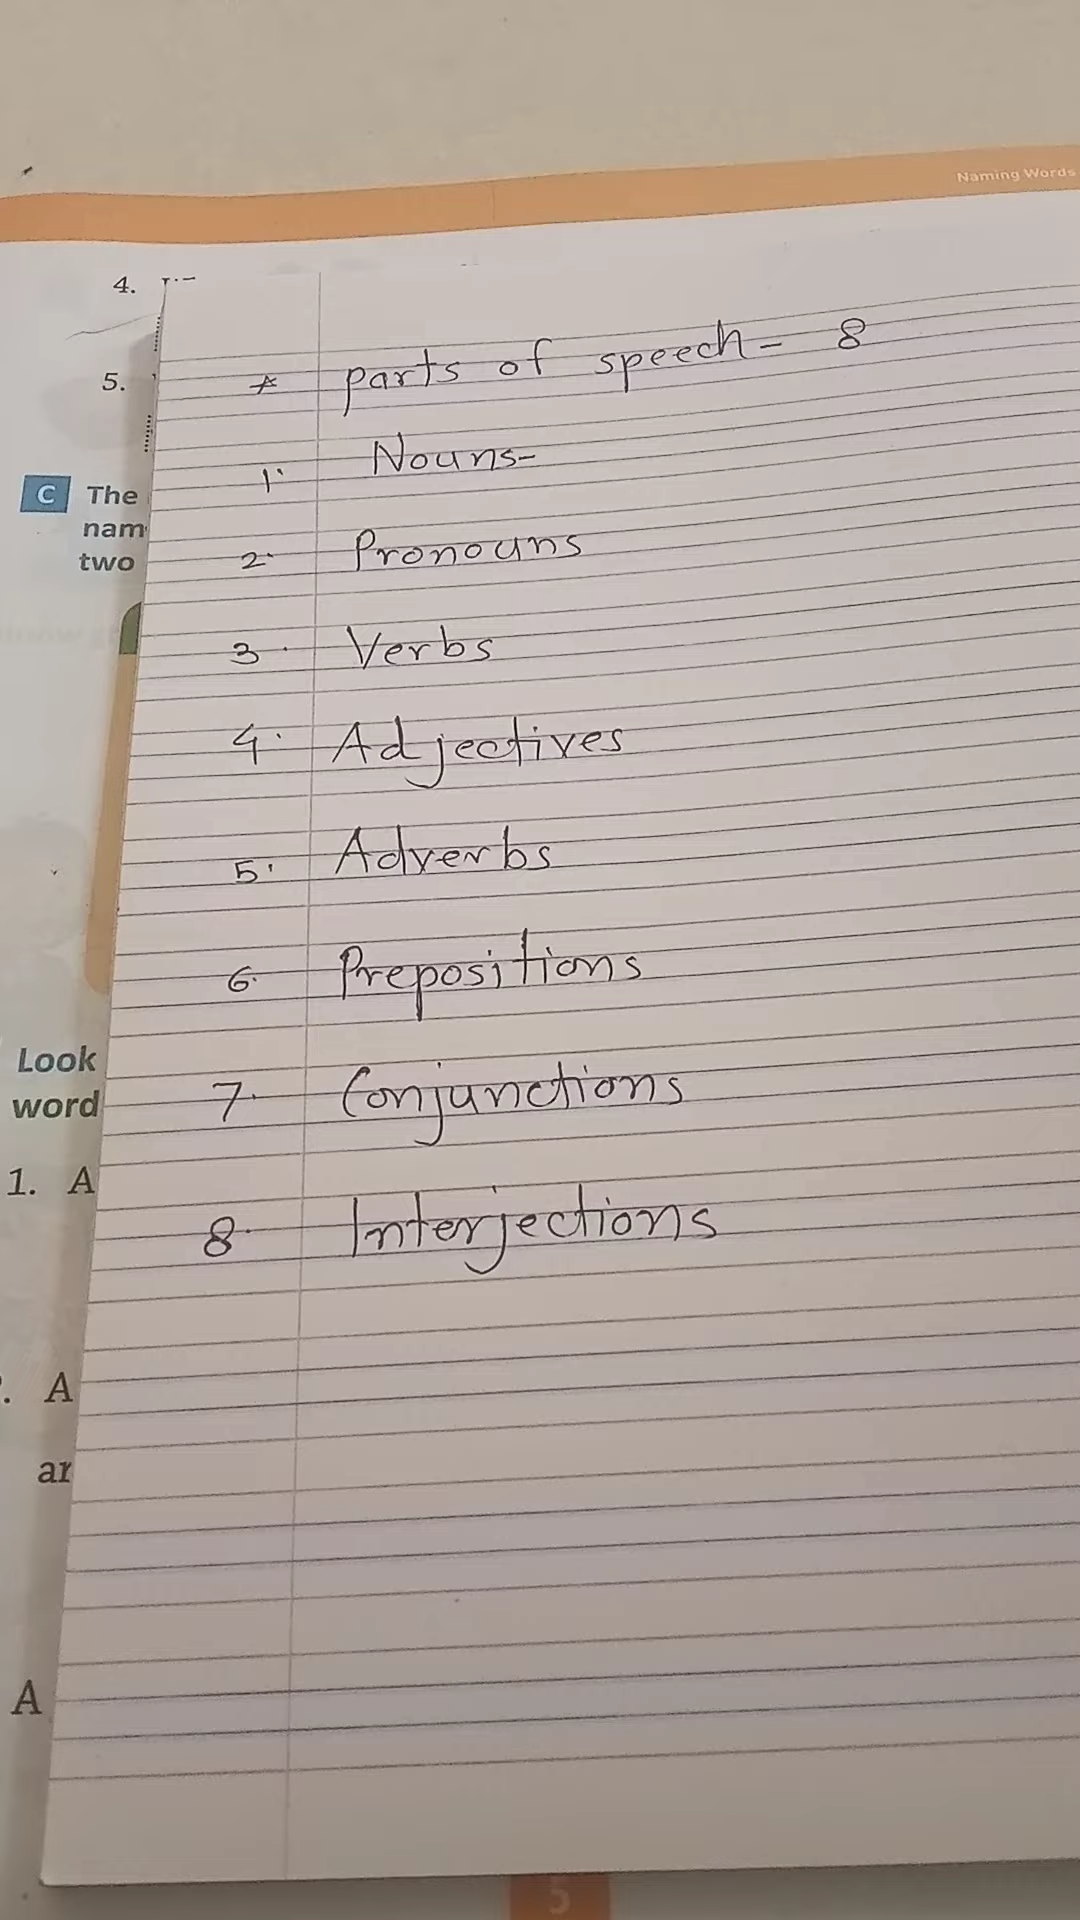 Naming Words
4.
5.
* parts of speech - 8
1. Nouns-
C The
nam
two
2. Pronouns
3. Verbs
4. Adjectives
5. Adverbs
6. Prepositions
Look
word
7. Conjunctions
1. A
8. Interjections
. A
ar
A
5